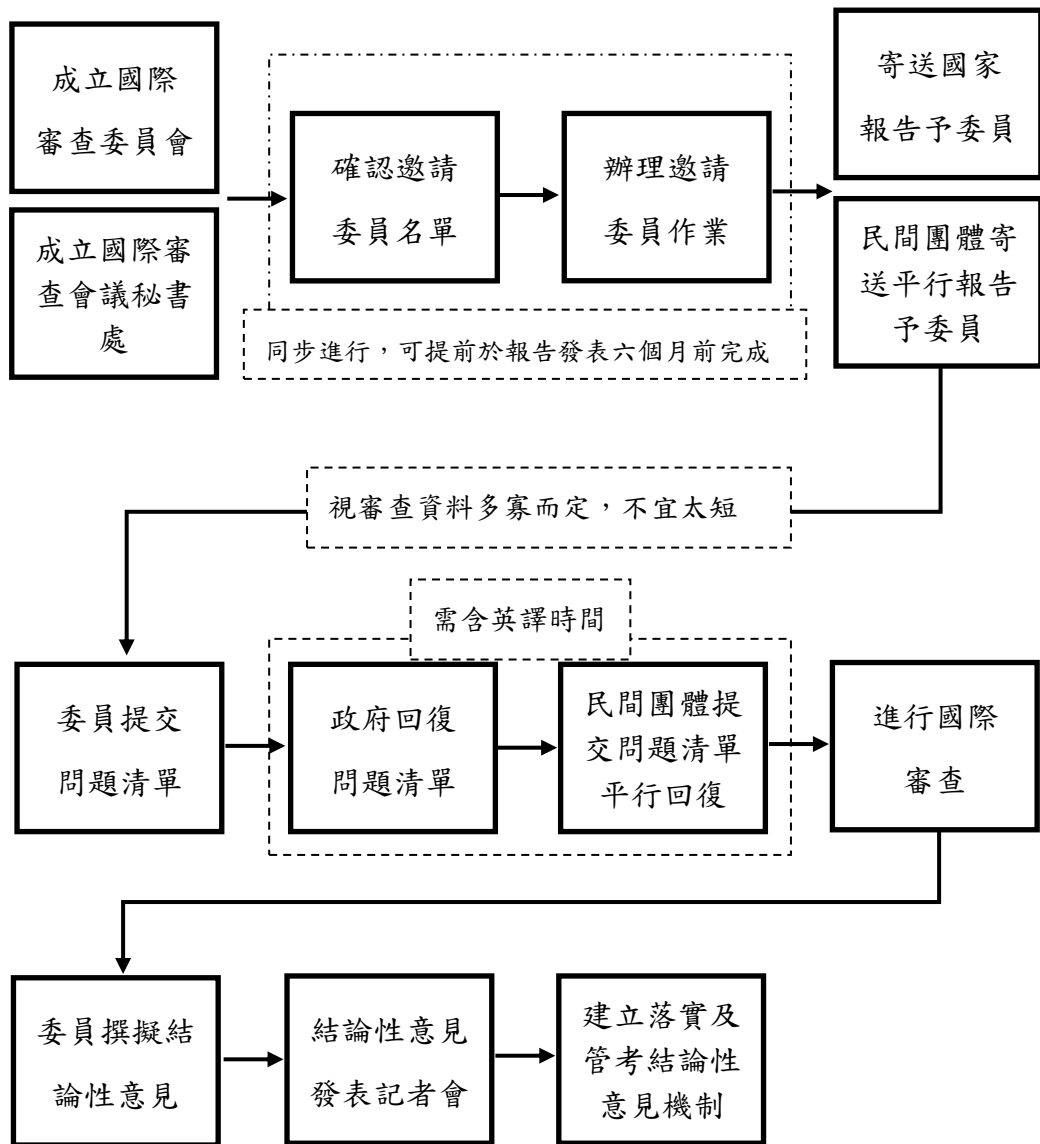 成立國際
審查委員會
成立國際審
查會議秘書
處
確認邀請
委員名單
辦理邀請
委員作業
同步進行，可提前於報告發表六個月前完成
寄送國家
報告予委員
民間團體寄
送平行報告
予委員
視審查資料多寡而定，不宜太短
委員提交
問題清單
需含英譯時間
政府回復
問題清單
民間團體提
交問題清單
平行回復
進行國際
審查
委員撰擬結
論性意見
結論性意見
發表記者會
建立落實及
管考結論性
意見機制